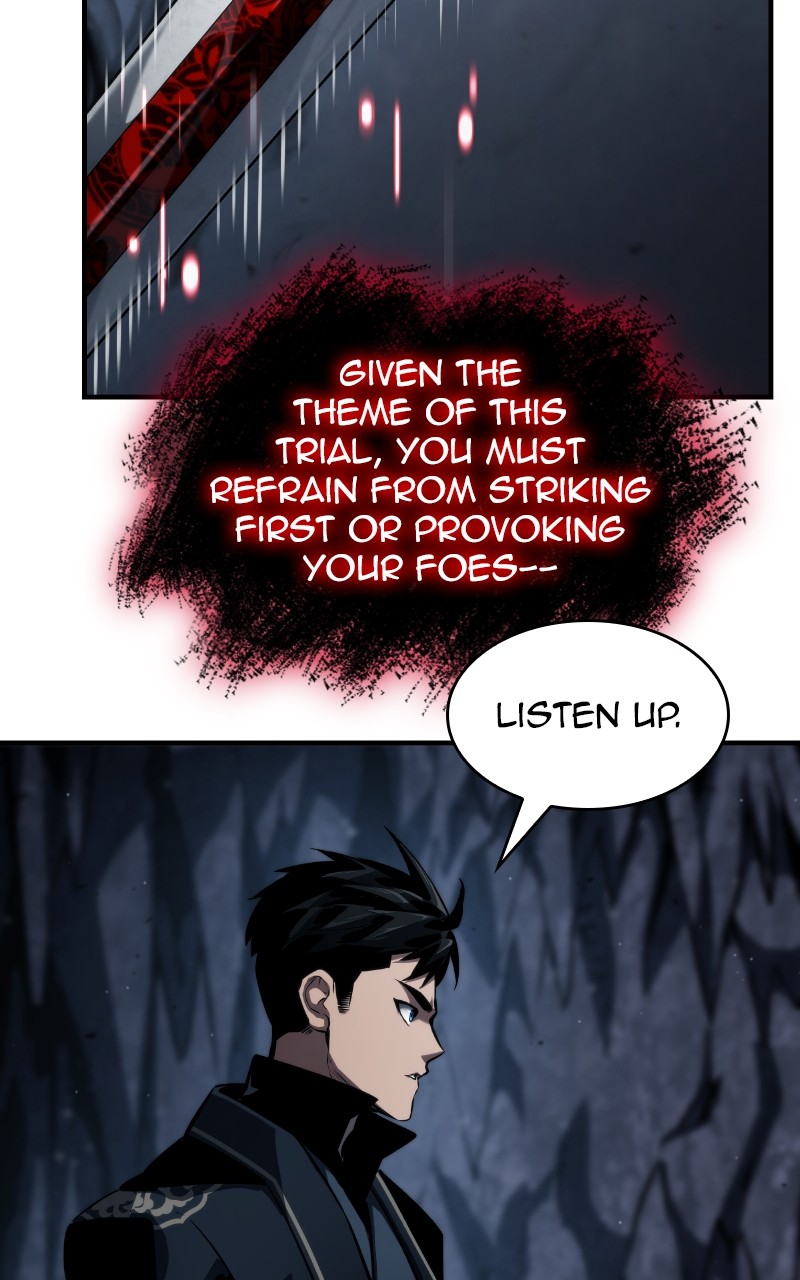 GIVEN THE
THEME OF THIS
TRIAL, YOU MUST
REFRAIN FROM STRIKING
FIRST OR PROVOKING
YOUR FOES--
LISTEN UP.